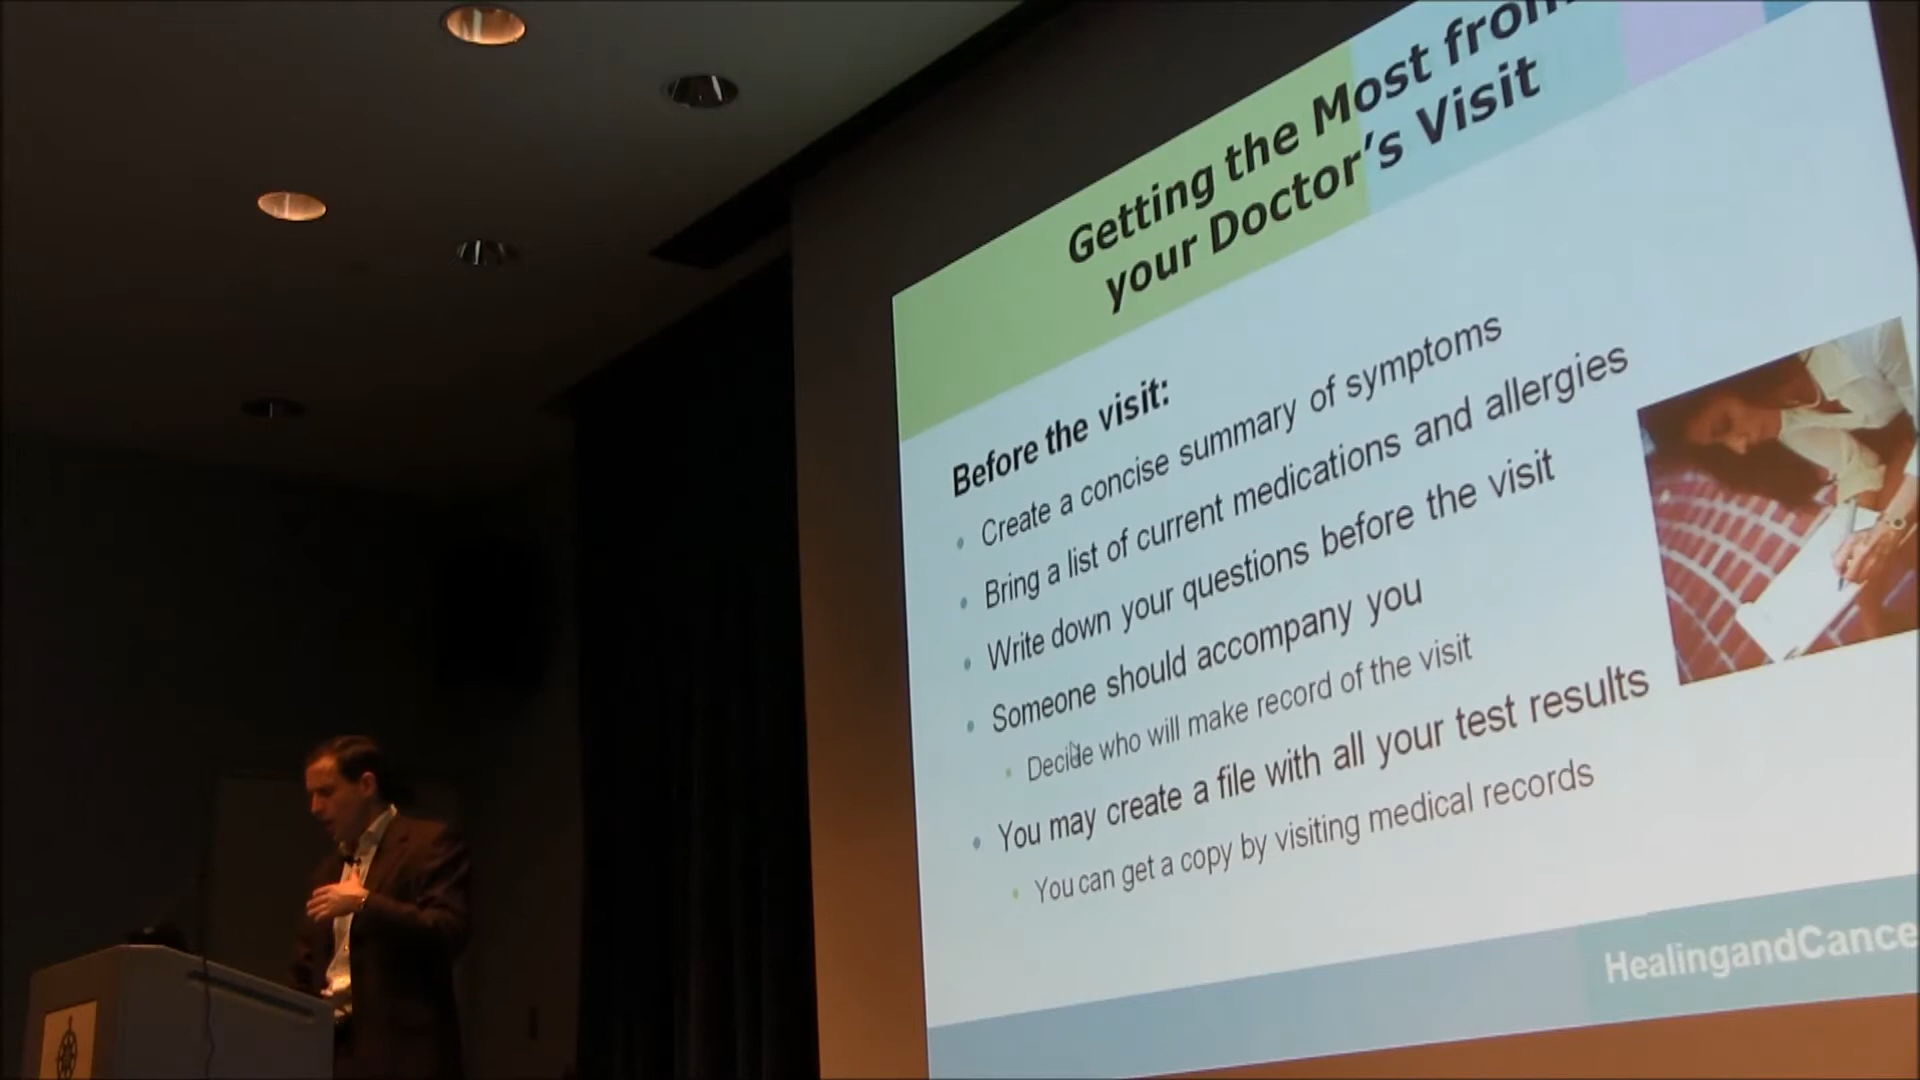 Getting the Most from
your Doctor's Visit
Before the visit:
Create a concise summary of symptoms
Bring a list of current medications and allergies
Write down your questions before the visit
Someone should accompany you
Decide who will make record of the visit
You may create a file with all your test results
You can get a copy by visiting medical records
HealingandCance